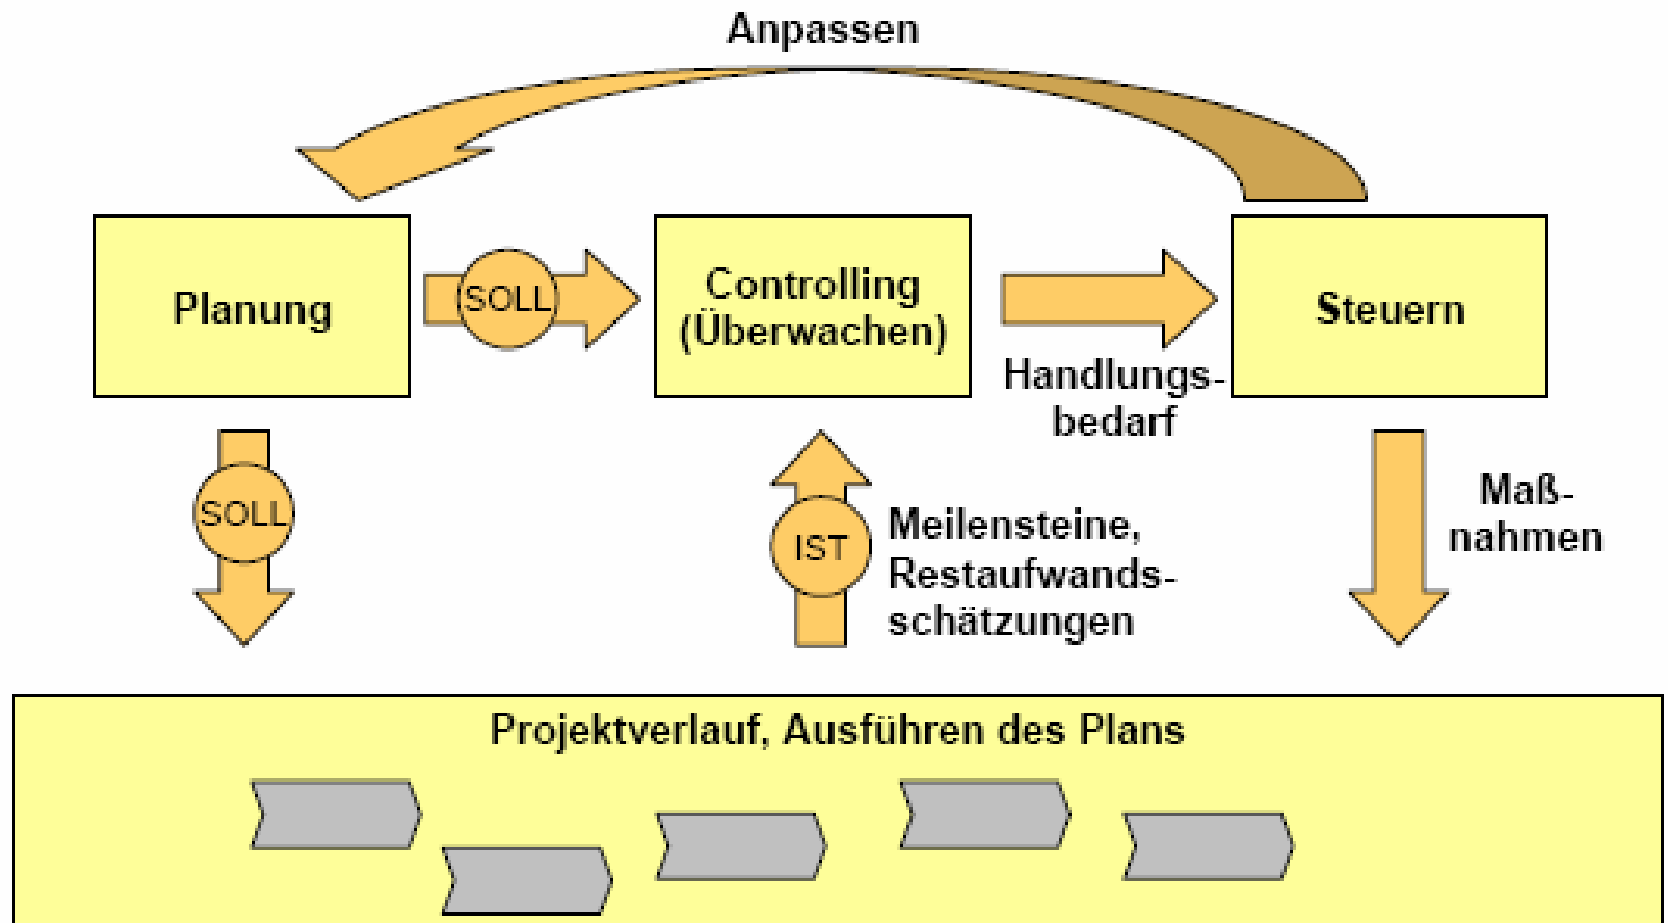 Anpassen
Planung
SOLL
Controlling
(Überwachen)
Handlungs-
bedarf
Steuern
SOLL
IST
Meilensteine,
Restaufwands-
schätzungen
Maß-
nahmen
Projektverlauf, Ausführen des Plans